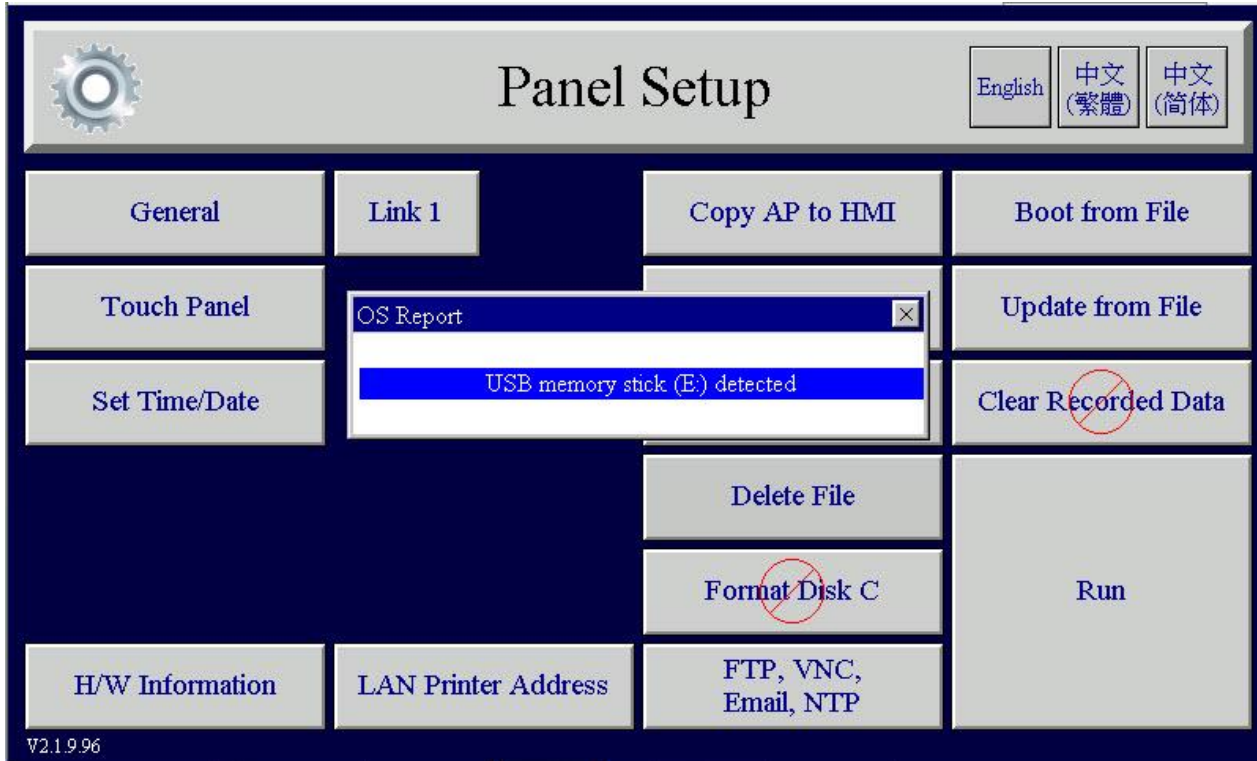 Panel Setup
English
中文
(繁體)
中文
(简体)
General
Link 1
Copy AP to HMI
Boot from File
Touch Panel
Update from File
OS Report
USB memory stick (E:) detected
Set Time/Date
Clear Recorded Data
Delete File
Format Disk C
Run
H/W Information
LAN Printer Address
FTP, VNC,
Email, NTP
V2.1.9.96